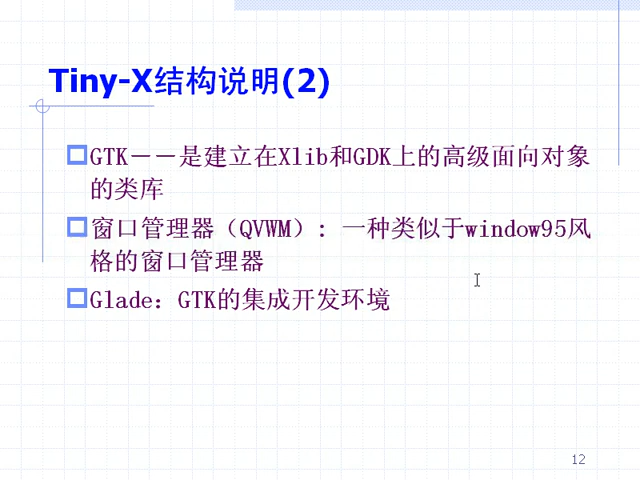 Tiny-X结构说明(2)
GTK——是建立在Xlib和GDK上的高级面向对象
的类库
窗口管理器（QVWM）: 一种类似于window95风
格的窗口管理器
Glade: GTK的集成开发环境
12